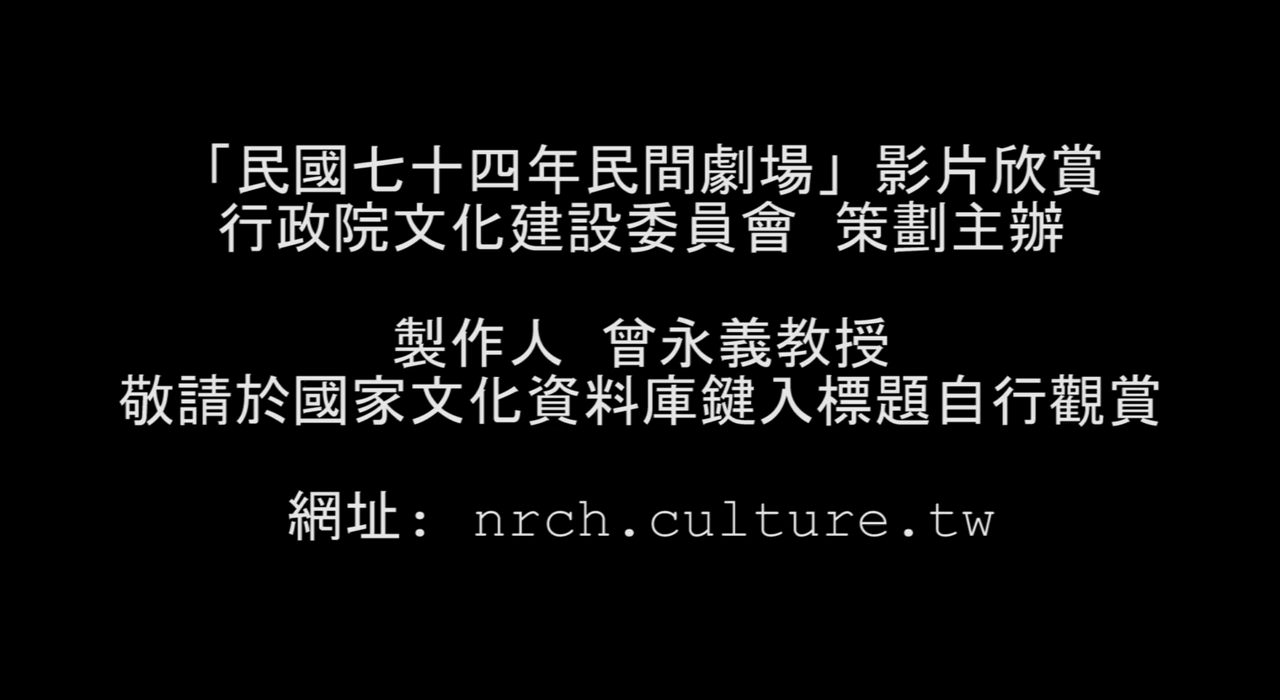 「民國七十四年民間劇場」影片欣賞
行政院文化建設委員會 策劃主辦
製作人 曾永義教授
敬請於國家文化資料庫鍵入標題自行觀賞
網址: nrch.culture.tw